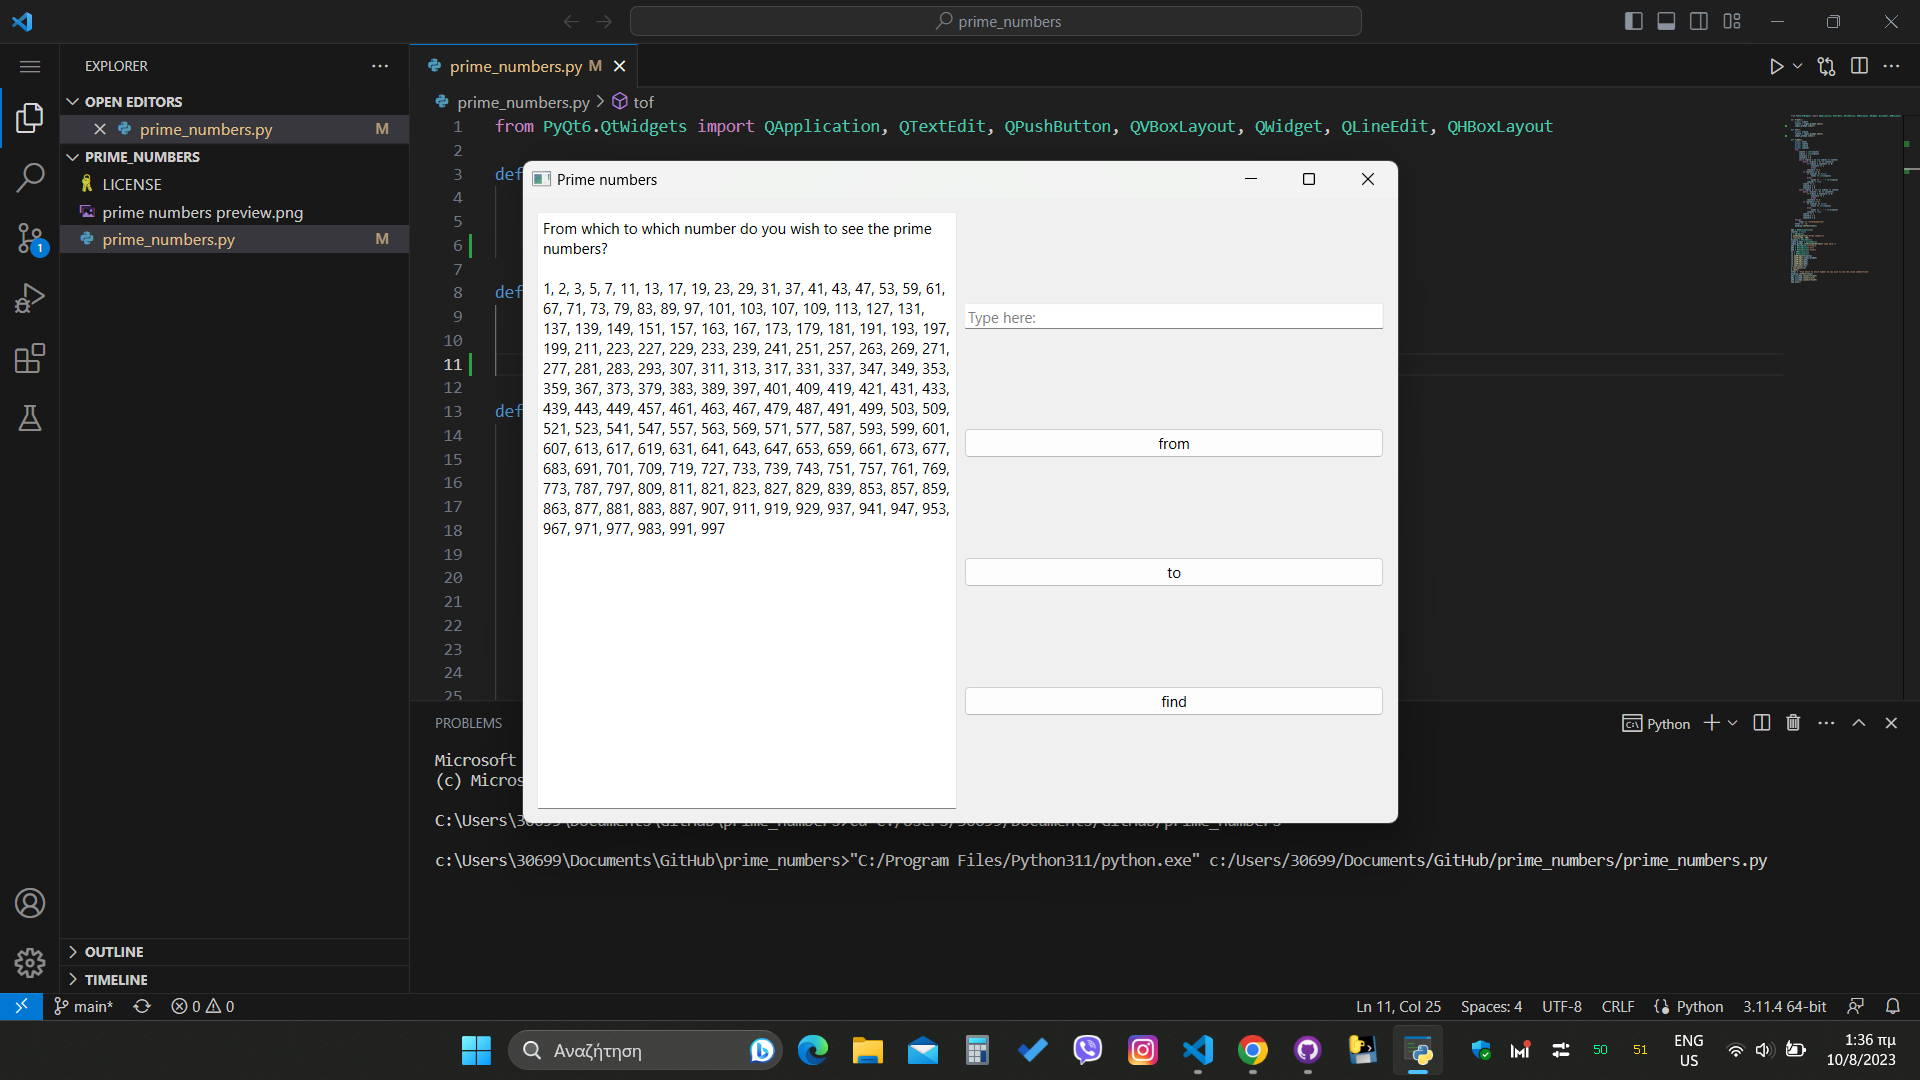 prime_numbers
EXPLORER
OPEN EDITORS
prime_numbers.py M
PRIME_NUMBERS
LICENSE
prime numbers preview.png
prime_numbers.py M
prime_numbers.py M
prime_numbers.py > tof
1 from PyQt6.QtWidgets import QApplication, QTextEdit, QPushButton, QVBoxLayout, QWidget, QLineEdit, QHBoxLayout
2
3 def
4
5
6
7
8 def
9
10
11
12
13 def
14
15
16
17
18
19
20
21
22
23
24
25
Prime numbers
From which to which number do you wish to see the prime
numbers?
1, 2, 3, 5, 7, 11, 13, 17, 19, 23, 29, 31, 37, 41, 43, 47, 53, 59, 61,
67, 71, 73, 79, 83, 89, 97, 101, 103, 107, 109, 113, 127, 131,
137, 139, 149, 151, 157, 163, 167, 173, 179, 181, 191, 193, 197,
199, 211, 223, 227, 229, 233, 239, 241, 251, 257, 263, 269, 271,
277, 281, 283, 293, 307, 311, 313, 317, 331, 337, 347, 349, 353,
359, 367, 373, 379, 383, 389, 397, 401, 409, 419, 421, 431, 433,
439, 443, 449, 457, 461, 463, 467, 479, 487, 491, 499, 503, 509,
521, 523, 541, 547, 557, 563, 569, 571, 577, 587, 593, 599, 601,
607, 613, 617, 619, 631, 641, 643, 647, 653, 659, 661, 673, 677,
683, 691, 701, 709, 719, 727, 733, 739, 743, 751, 757, 761, 769,
773, 787, 797, 809, 811, 821, 823, 827, 829, 839, 853, 857, 859,
863, 877, 881, 883, 887, 907, 911, 919, 929, 937, 941, 947, 953,
967, 971, 977, 983, 991, 997
Type here:
from
to
find
PROBLEMS
Python
Microsoft
(c) Micros
C:\Users\30699\Documents\GitHub\prime_numbers>cd c:/Users/30699/Documents/GitHub/prime_numbers
c:\Users\30699\Documents\GitHub\prime_numbers>"C:/Program Files/Python311/python.exe" c:/Users/30699/Documents/GitHub/prime_numbers/prime_numbers.py
1
OUTLINE
TIMELINE
main* 0 0
Ln 11, Col 25 Spaces: 4 UTF-8 CRLF Python 3.11.4 64-bit
Αναζήτηση
50 51
ENG
US
1:36 πμ
10/8/2023